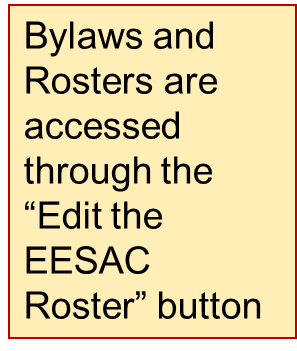 Bylaws and
Rosters are
accessed
through the
“Edit the
EESAC
Roster” button